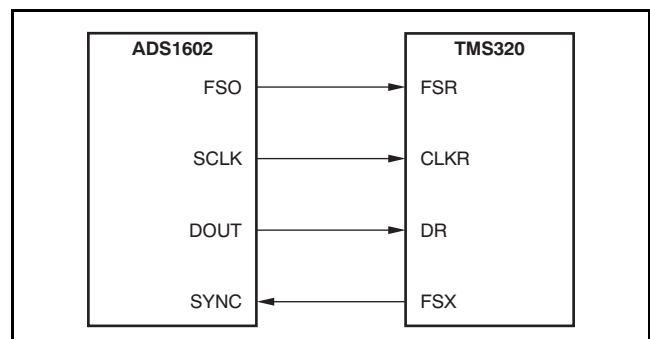 ADS1602 TMS320
FSO FSR
SCLK CLKR
DOUT DR
SYNC FSX